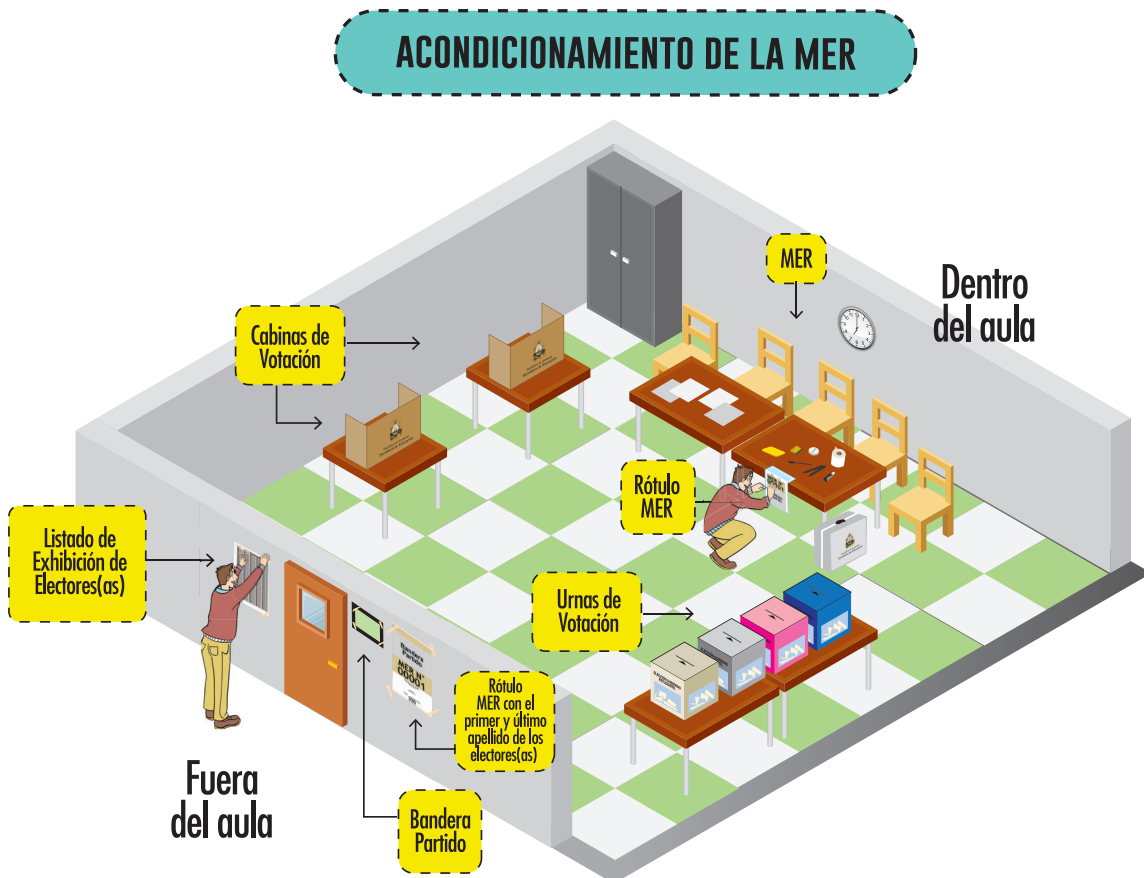 ACONDICIONAMIENTO DE LA MER
MER
Dentro
del aula
Cabinas de
Votación
Rótulo
MER
Listado de
Exhibición de
Electores(as)
Urnas de
Votación
Bandera
Partido
MER N°
00001
Rótulo
MER con el
primer y último
apellido de los
electores(as)
Fuera
del aula
Bandera
Partido